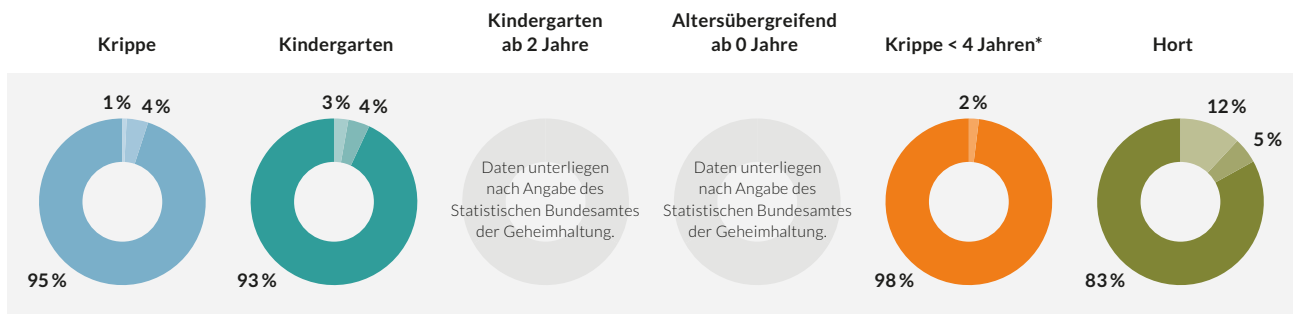 Krippe
Kindergarten
Kindergarten
ab 2 Jahre
Altersübergreifend
ab 0 Jahre
Krippe < 4 Jahren*
Hort
1 %
4 %
95 %
3 %
4 %
93 %
Daten unterliegen
nach Angabe des
Statistischen Bundesamtes
der Geheimhaltung.
Daten unterliegen
nach Angabe des
Statistischen Bundesamtes
der Geheimhaltung.
2 %
98 %
12 %
5 %
83 %